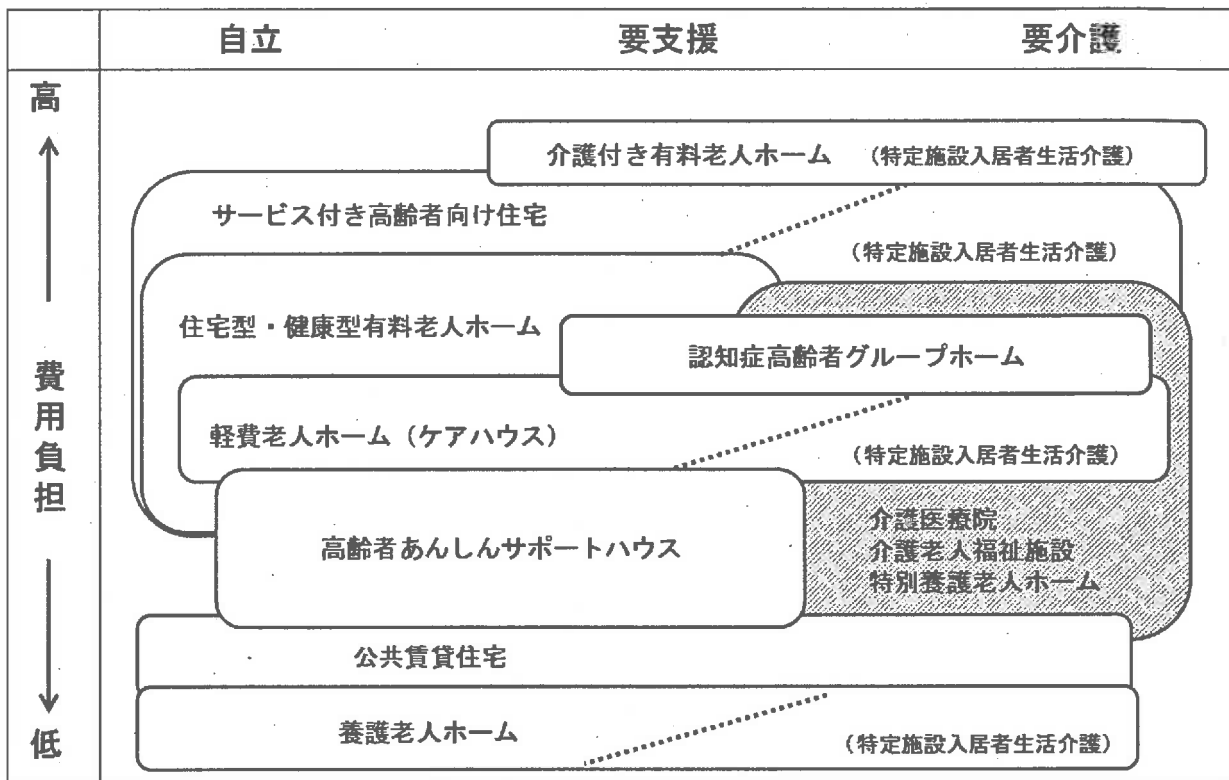 自立 要支援 要介護
高
費用負担
低
介護付き有料老人ホーム (特定施設入居者生活介護)
サービス付き高齢者向け住宅
(特定施設入居者生活介護)
住宅型・健康型有料老人ホーム
認知症高齢者グループホーム
軽費老人ホーム(ケアハウス)
(特定施設入居者生活介護)
高齢者あんしんサポートハウス
介護医療院
介護老人福祉施設
特別養護老人ホーム
公共賃貸住宅
養護老人ホーム
(特定施設入居者生活介護)